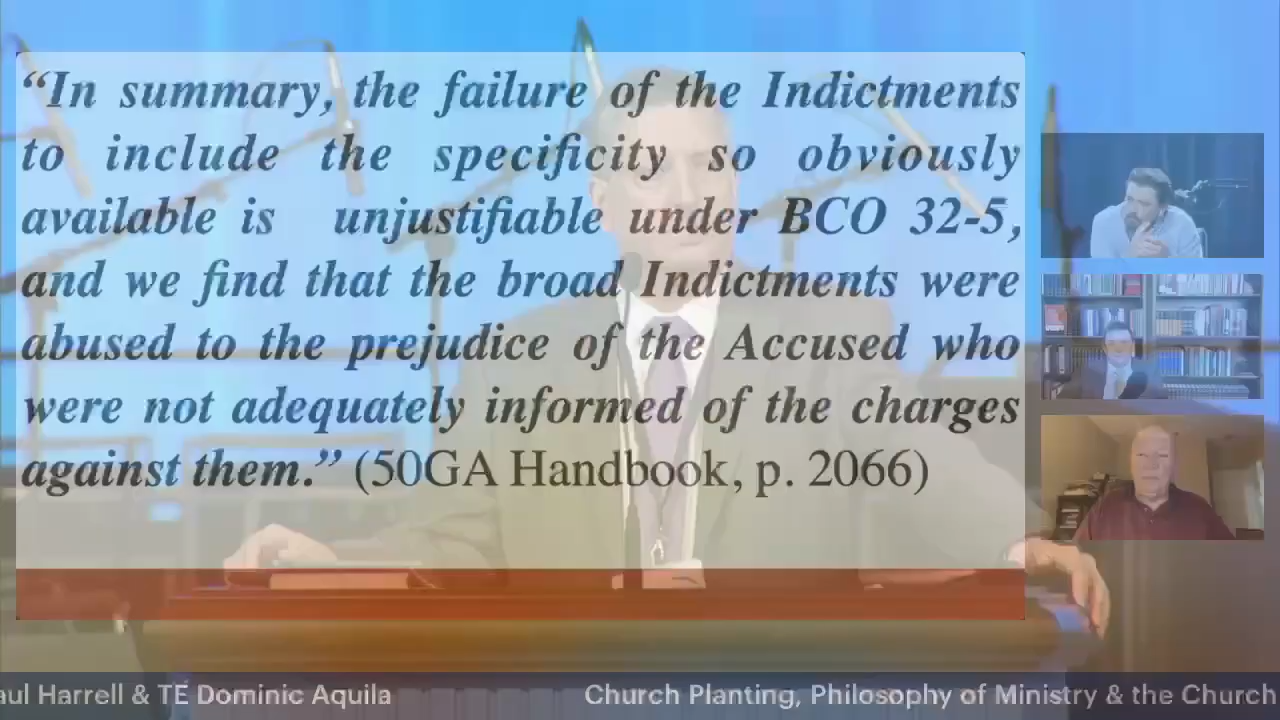 “In summary, the failure of the Indictments
to include the specificity so obviously
available is unjustifiable under BCO 32-5,
and we find that the broad Indictments were
abused to the prejudice of the Accused who
were not adequately informed of the charges
against them.” (50GA Handbook, p. 2066)
aul Harrell & TE Dominic Aquila
Church Planting, Philosophy of Ministry & the Church